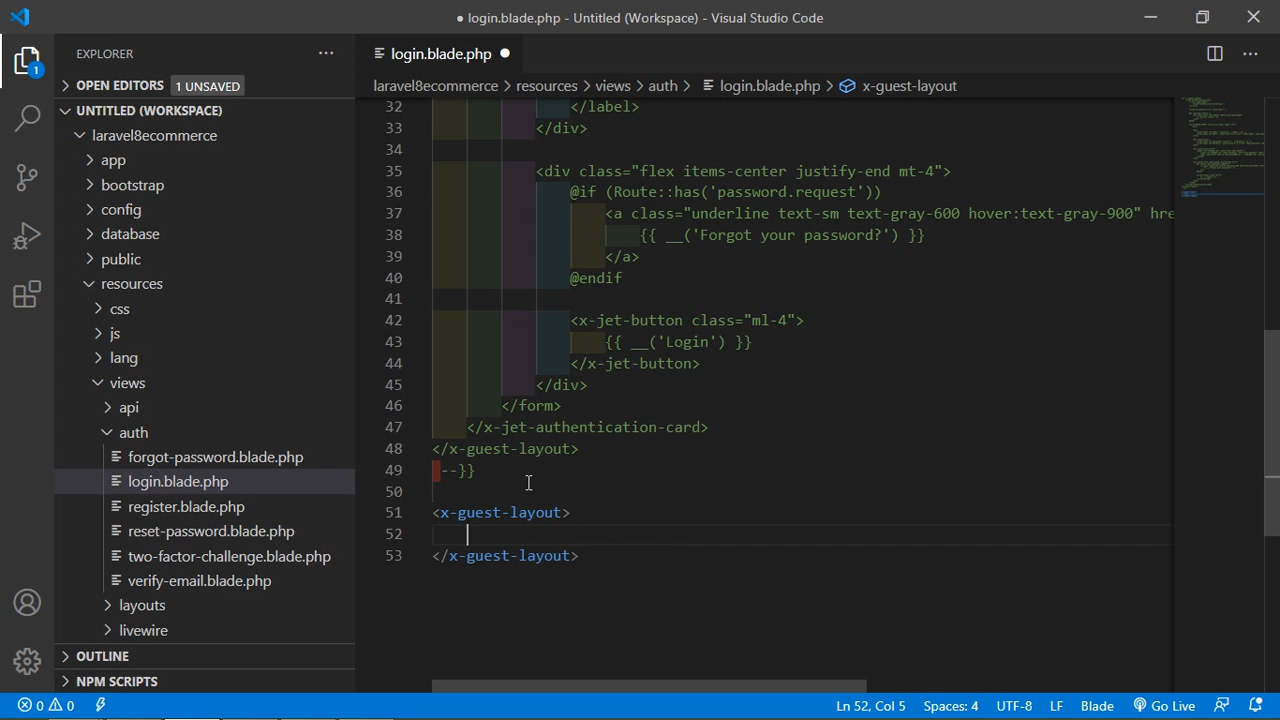 ● login.blade.php - Untitled (Workspace) - Visual Studio Code
EXPLORER
login.blade.php
OPEN EDITORS 1 UNSAVED
laravel8ecommerce > resources > views > auth > login.blade.php > x-guest-layout
UNTITLED (WORKSPACE)
laravel8ecommerce
app
bootstrap
config
database
public
resources
css
js
lang
views
api
auth
forgot-password.blade.php
login.blade.php
register.blade.php
reset-password.blade.php
two-factor-challenge.blade.php
verify-email.blade.php
layouts
livewire
OUTLINE
NPM SCRIPTS
1
32 </label>
33 </div>
34
35 <div class="flex items-center justify-end mt-4">
36 @if (Route::has('password.request'))
37 <a class="underline text-sm text-gray-600 hover:text-gray-900" hre
38 {{ __('Forgot your password?') }}
39 </a>
40 @endif
41
42 <x-jet-button class="ml-4">
43 {{ __('Login') }}
44 </x-jet-button>
45 </div>
46 </form>
47 </x-jet-authentication-card>
48 </x-guest-layout>
49 --}}
50
51 <x-guest-layout>
52
53 </x-guest-layout>
0 0 Ln 52, Col 5 Spaces: 4 UTF-8 LF Blade Go Live